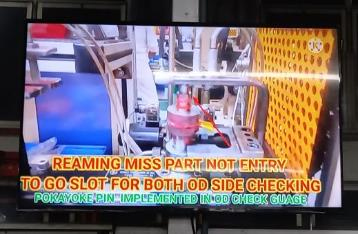 REAMING MISS PART NOT ENTRY
TO GO SLOT FOR BOTH OD SIDE CHECKING
POKAYOKE PIN IMPLEMENTED IN OD CHECK GUAGE